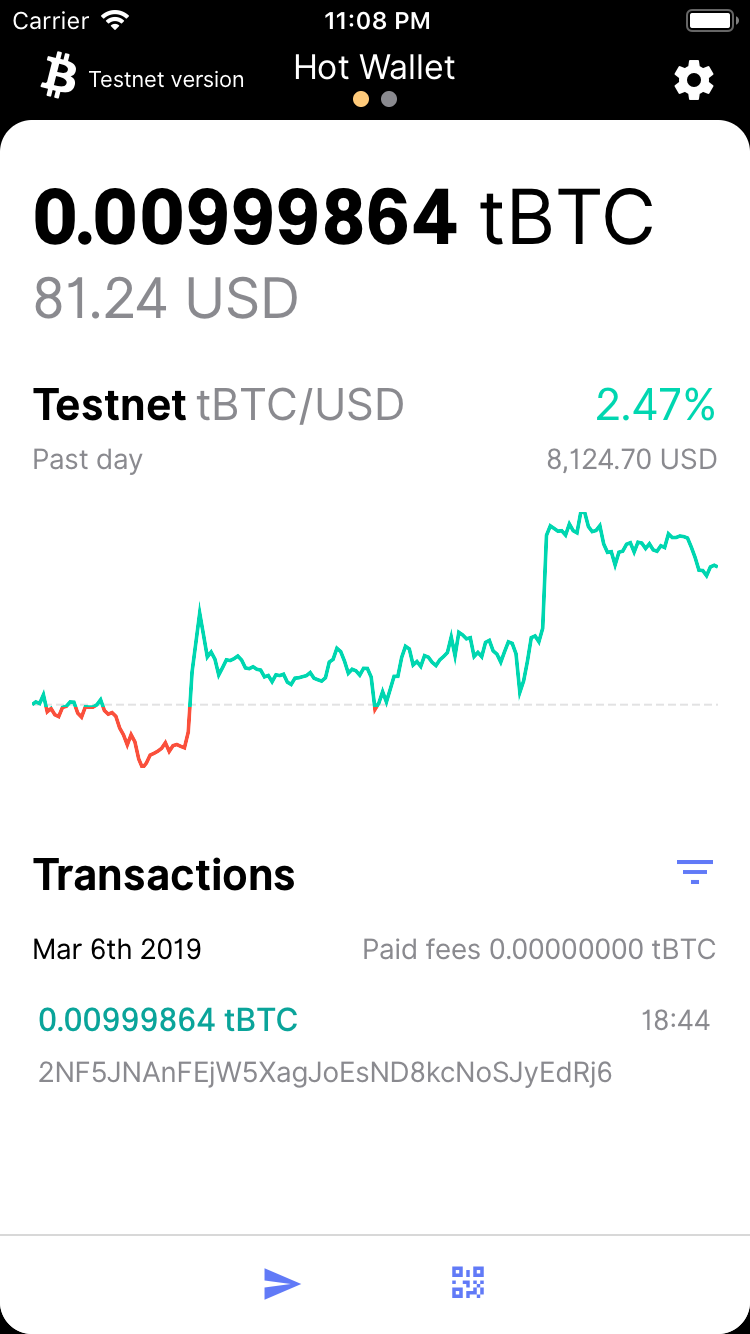 Carrier 11:08 PM
Testnet version Hot Wallet
0.00999864 tBTC
81.24 USD
Testnet tBTC/USD 2.47%
Past day 8,124.70 USD
Transactions
Mar 6th 2019 Paid fees 0.00000000 tBTC
0.00999864 tBTC 18:44
2NF5JNAnFEjW5XagJoEsND8kcNoSJyEdRj6